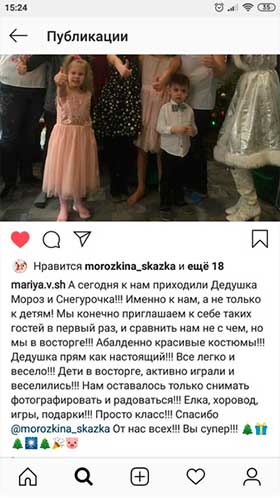 15:24
35
Публикации
Нравится morozkina_skazka и ещё 18
mariya.v.sh А сегодня к нам приходили Дедушка
Мороз и Снегурочка!!! Именно к нам, а не только
к детям! Мы конечно приглашаем к себе таких
гостей в первый раз, и сравнить нам не с чем, но
мы в восторге!!! Абалденно красивые костюмы!!!
Дедушка прям как настоящий!!! Все легко и
весело!!! Дети в восторге, активно играли и
веселились!! Нам оставалось только снимать
фотографировать и радоваться! Елка, хоровод,
игры, подарки!!! Просто класс!!! Спасибо
@morozkina_skazka От нас всех!!! Вы супер!!! 🎄🎁
🎄🎆🎄🎉🐷